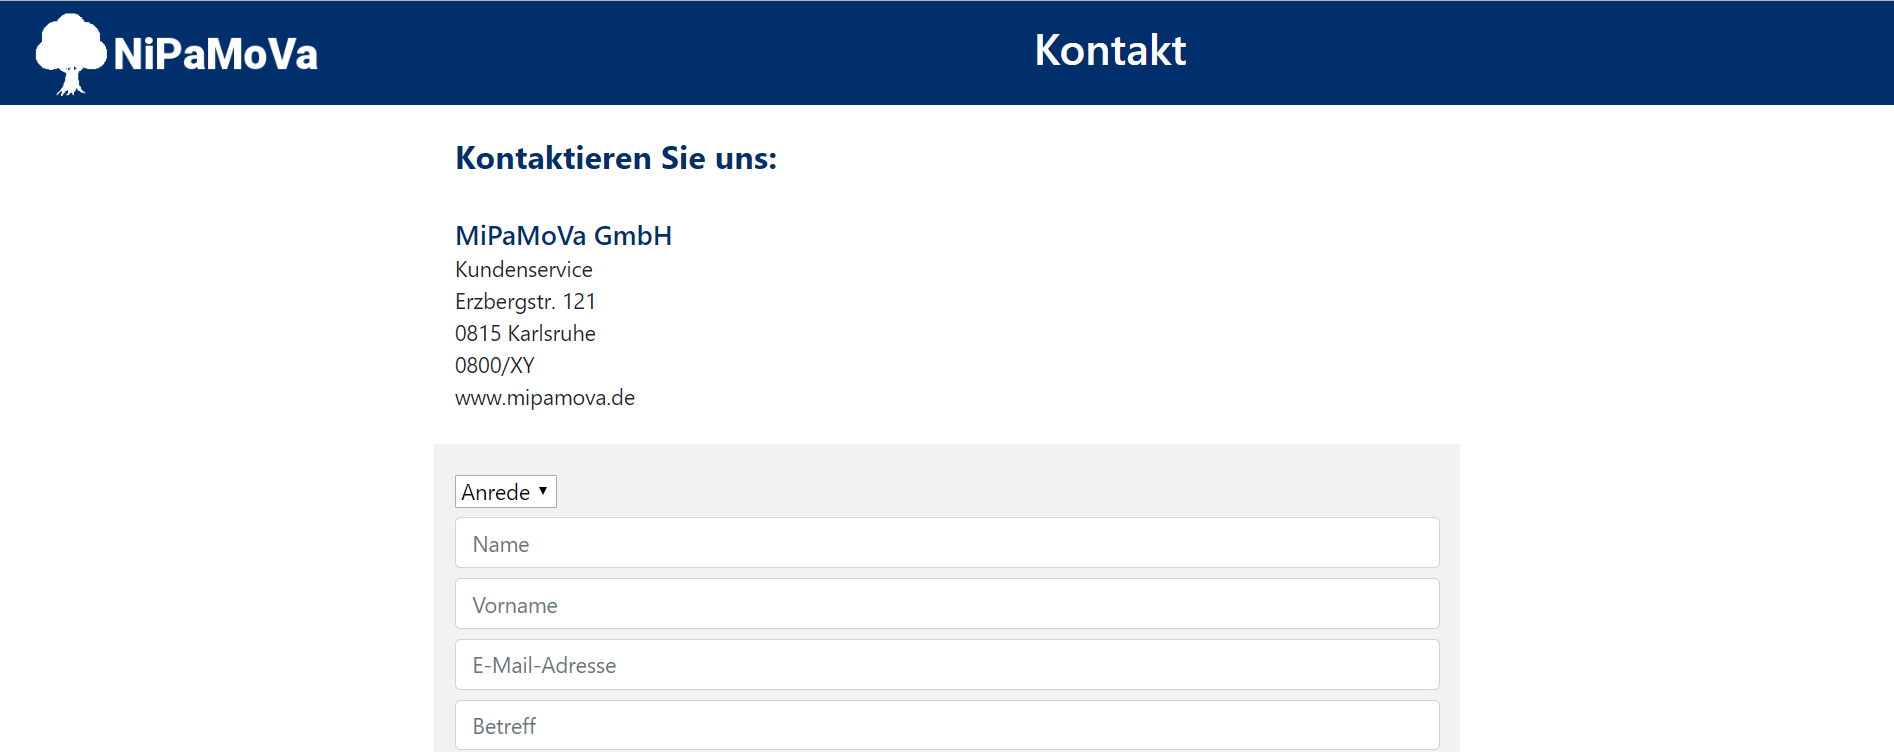 NiPaMoVa
Kontakt
Kontaktieren Sie uns:
MiPaMoVa GmbH
Kundenservice
Erzbergstr. 121
0815 Karlsruhe
0800/XY
www.mipamova.de
Anrede
Name
Vorname
E-Mail-Adresse
Betreff